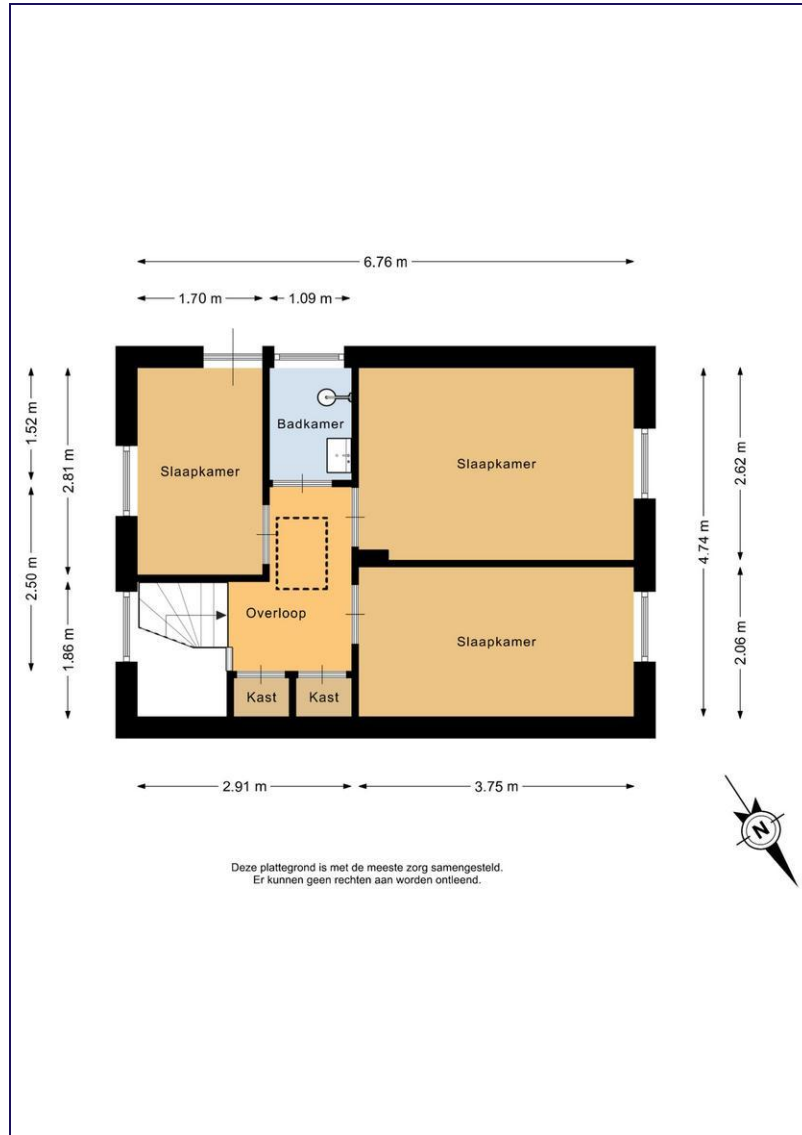 6.76 m
1.70 m
1.09 m
1.52 m
2.81 m
2.50 m
1.86 m
Badkamer
Slaapkamer
Slaapkamer
2.62 m
4.74 m
2.06 m
Overloop
Slaapkamer
Kast
Kast
2.91 m
3.75 m
N
Deze plattegrond is met de meeste zorg samengesteld.
Er kunnen geen rechten aan worden ontleend.